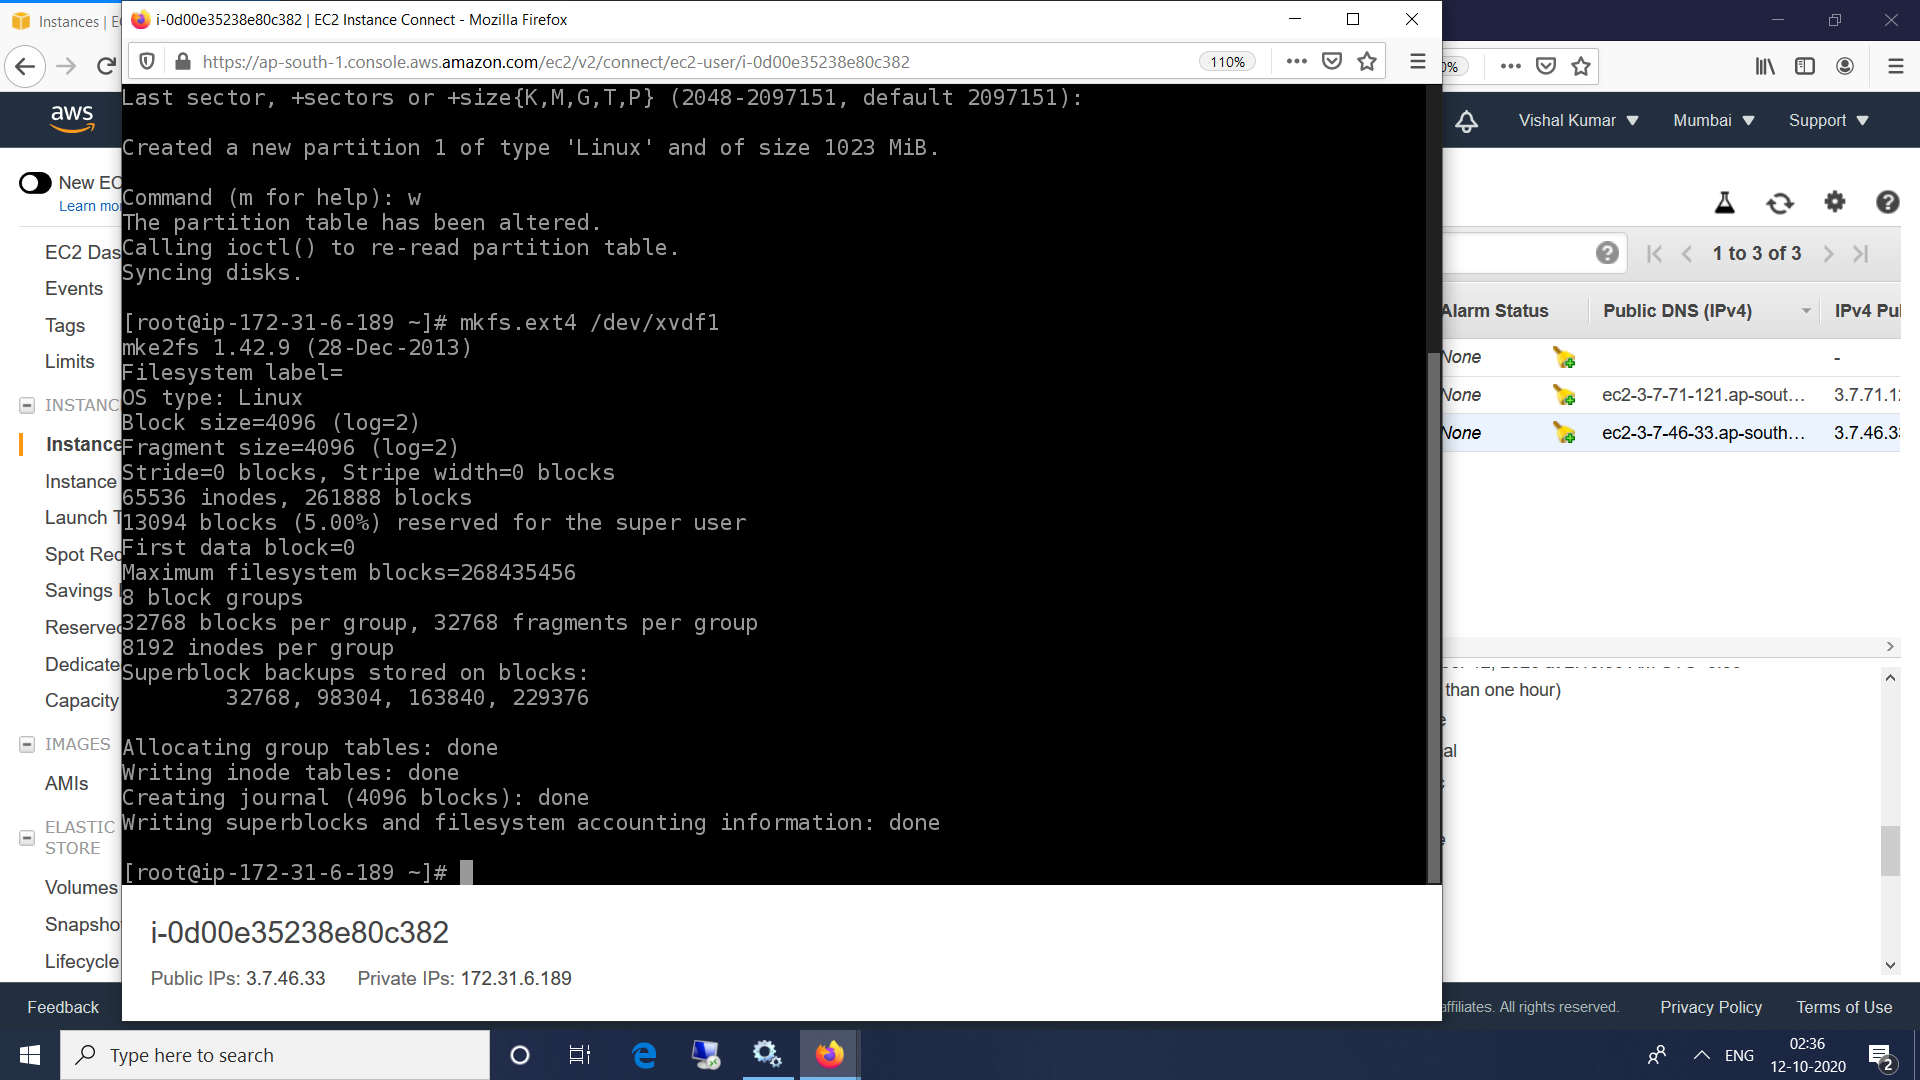 Instances | EC
i-0d00e35238e80c382 | EC2 Instance Connect - Mozilla Firefox
https://ap-south-1.console.aws.amazon.com/ec2/v2/connect/ec2-user/i-0d00e35238e80c382
110%
0%
aws
Vishal Kumar
Mumbai
Support
New EC
Learn mo
EC2 Das
Events
Tags
Limits
INSTANC
Instance
Instance
Launch T
Spot Req
Savings
Reserved
Dedicate
Capacity
IMAGES
AMIs
ELASTIC
STORE
Volumes
Snapsho
Lifecycle
Last sector, +sectors or +size{K,M,G,T,P} (2048-2097151, default 2097151):
Created a new partition 1 of type 'Linux' and of size 1023 MiB.
Command (m for help): w
The partition table has been altered.
Calling ioctl() to re-read partition table.
Syncing disks.
[root@ip-172-31-6-189 ~]# mkfs.ext4 /dev/xvdf1
mke2fs 1.42.9 (28-Dec-2013)
Filesystem label=
OS type: Linux
Block size=4096 (log=2)
Fragment size=4096 (log=2)
Stride=0 blocks, Stripe width=0 blocks
65536 inodes, 261888 blocks
13094 blocks (5.00%) reserved for the super user
First data block=0
Maximum filesystem blocks=268435456
8 block groups
32768 blocks per group, 32768 fragments per group
8192 inodes per group
Superblock backups stored on blocks:
32768, 98304, 163840, 229376
Allocating group tables: done
Writing inode tables: done
Creating journal (4096 blocks): done
Writing superblocks and filesystem accounting information: done
[root@ip-172-31-6-189 ~]#
i-0d00e35238e80c382
Public IPs: 3.7.46.33 Private IPs: 172.31.6.189
1 to 3 of 3
Alarm Status Public DNS (IPv4) IPv4 Pu
None -
None ec2-3-7-71-121.ap-sout... 3.7.71.1
None ec2-3-7-46-33.ap-south... 3.7.46.3
than one hour)
al
Feedback
affiliates. All rights reserved. Privacy Policy Terms of Use
Type here to search
ENG
02:36
12-10-2020
2